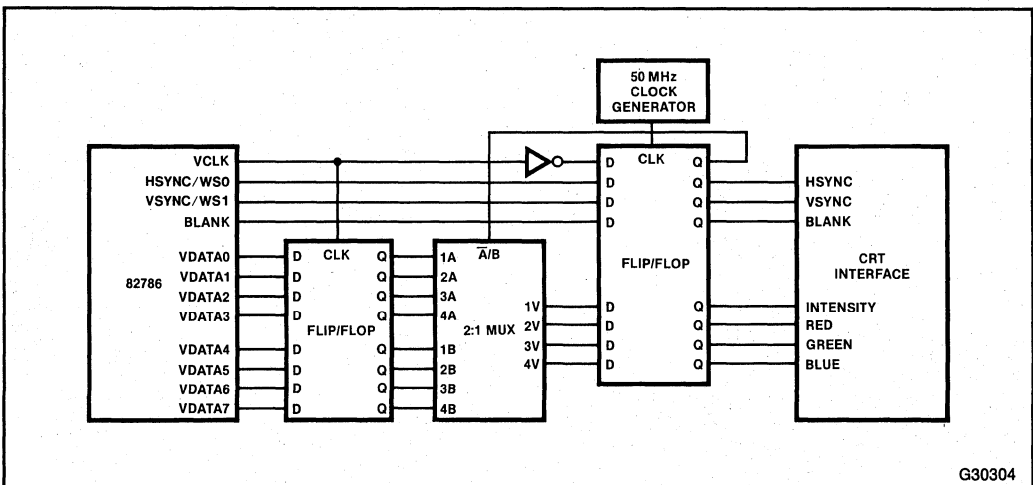 50 MHz
CLOCK
GENERATOR
VCLK
HSYNC/WS0
VSYNC/WS1
BLANK
VDATA0
VDATA1
VDATA2
VDATA3
VDATA4
VDATA5
VDATA6
VDATA7
82786
D CLK Q
D Q
D Q
D Q
FLIP/FLOP
D Q
D Q
D Q
D Q
A/B
1A
2A
3A
4A
1B
2B
3B
4B
2:1 MUX
1V
2V
3V
4V
D CLK Q
D Q
D Q
D Q
FLIP/FLOP
D Q
D Q
D Q
D Q
HSYNC
VSYNC
BLANK
CRT
INTERFACE
INTENSITY
RED
GREEN
BLUE
G30304